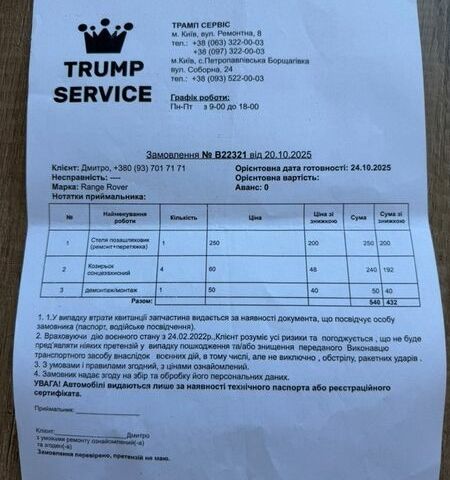 TRUMP
SERVICE
ТРАМП СЕРВІС
м. Київ, вул. Ремонтна, 8
тел.: +38 (063) 322-00-03
+38 (097) 322-00-03
м.Київ, с.Петропавлівська Борщагівка
вул. Соборна, 24
тел.: +38 (093) 522-00-03
Графік роботи:
Пн-Пт з 9-00 до 18-00
Замовлення № B22321 від 20.10.2025
Клієнт: Дмитро, +380 (93) 701 71 71 Орієнтовна дата готовності: 24.10.2025
Несправність: ---- Орієнтовна вартість:
Марка: Range Rover Аванс: 0
Нотатки приймальника:
№ Найменування роботи Кількість Ціна Ціна зі знижкою Сума Сума зі знижкою
1 Стеля позашляховик (ремонт+перетяжка) 1 250 200 250 200
2 Козирьок сонцезахисний 4 60 48 240 192
3 демонтаж/монтаж 1 50 40 50 40
Разом: 540 432
1. 1.У випадку втрати квитанції запчастина видається за наявності документа, що посвідчує особу
замовника (паспорт, водійське посвідчення).
2. Враховуючи дію воєнного стану з 24.02.2022р.,Клієнт розуміє усі ризики та погоджується , що не буде
пред'являти ніяких претензій у випадку пошкодження та/або знищення переданого Виконавцю
транспортного засобу внаслідок воєнних дій, в тому числі, але не виключно , обстрілу, ракетних ударів .
3. З умовами і правилами згодний, з цінами ознайомлений.
4. Замовник надає згоду на збір та обробку його персональних даних.
УВАГА! Автомобілі видаються лише за наявності технічного паспорта або реєстраційного
сертифіката.
Приймальник:
Клієнт: Дмитро
з умовами ремонту ознайомлений(-а)
та згоден(-а)
Замовлення перевірено, претензій не маю.